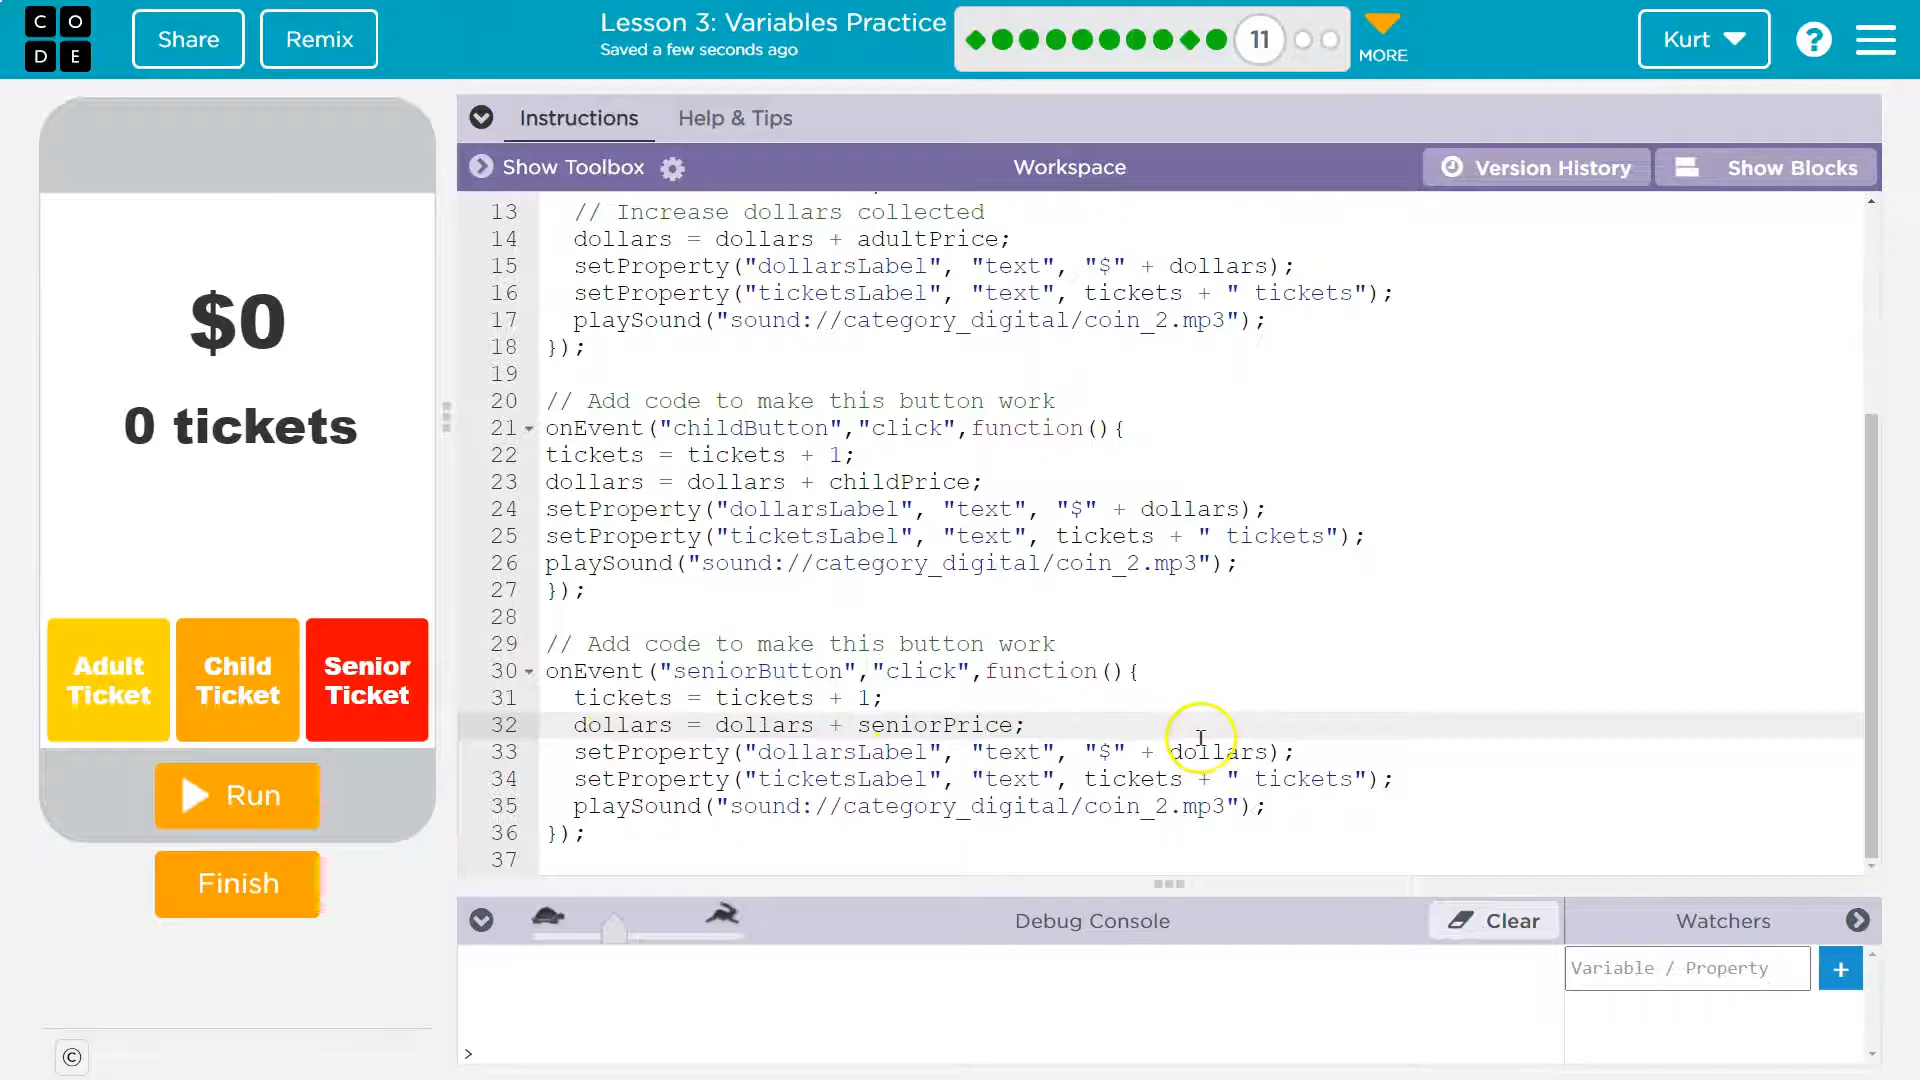 CODE
Share
Remix
Lesson 3: Variables Practice
Saved a few seconds ago
11
MORE
Kurt
?
Instructions
Help & Tips
Show Toolbox
Workspace
Version History
Show Blocks
$0
0 tickets
Adult Ticket
Child Ticket
Senior Ticket
Run
Finish
©
13 // Increase dollars collected
14 dollars = dollars + adultPrice;
15 setProperty("dollarsLabel", "text", "$" + dollars);
16 setProperty("ticketsLabel", "text", tickets + " tickets");
17 playSound("sound://category_digital/coin_2.mp3");
18 });
19
20 // Add code to make this button work
21 onEvent("childButton","click",function(){
22 tickets = tickets + 1;
23 dollars = dollars + childPrice;
24 setProperty("dollarsLabel", "text", "$" + dollars);
25 setProperty("ticketsLabel", "text", tickets + " tickets");
26 playSound("sound://category_digital/coin_2.mp3");
27 });
28
29 // Add code to make this button work
30 onEvent("seniorButton","click",function(){
31 tickets = tickets + 1;
32 dollars = dollars + seniorPrice;
33 setProperty("dollarsLabel", "text", "$" + dollars);
34 setProperty("ticketsLabel", "text", tickets + " tickets");
35 playSound("sound://category_digital/coin_2.mp3");
36 });
37
Debug Console
Clear
Watchers
Variable / Property
+
>